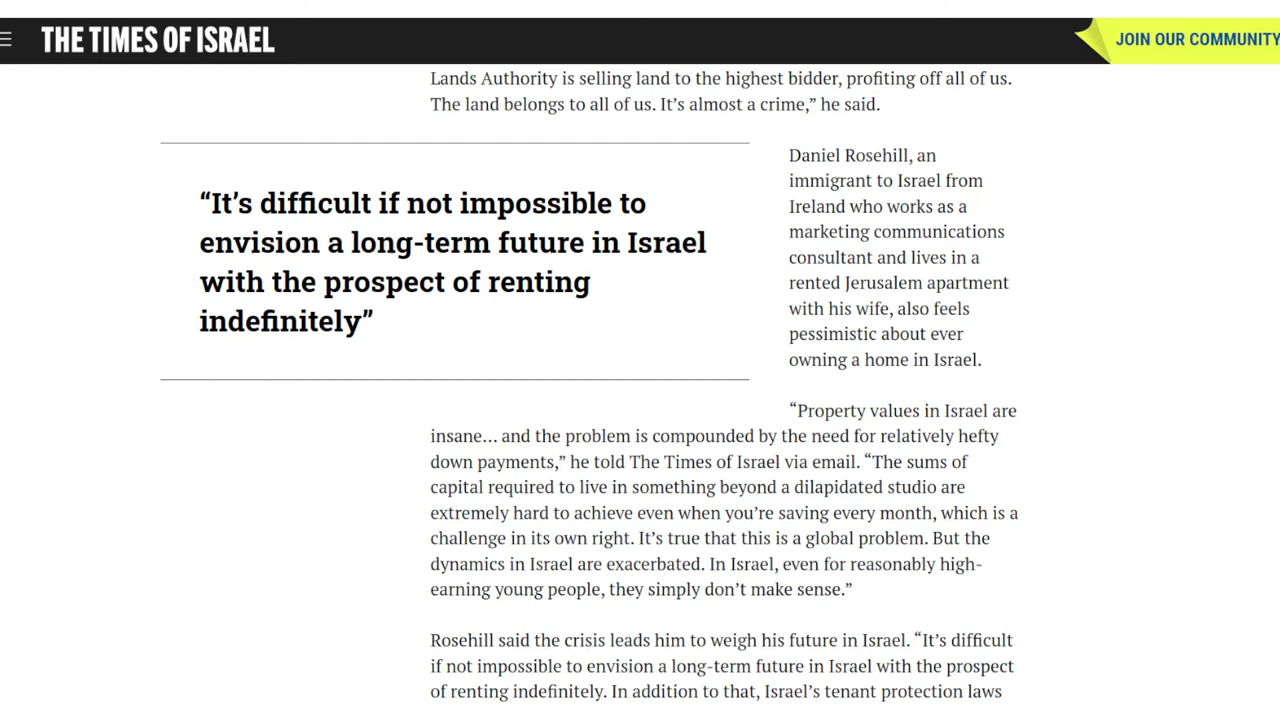 THE TIMES OF ISRAEL
JOIN OUR COMMUNITY
Lands Authority is selling land to the highest bidder, profiting off all of us.
The land belongs to all of us. It’s almost a crime,” he said.
“It’s difficult if not impossible to
envision a long-term future in Israel
with the prospect of renting
indefinitely”
Daniel Rosehill, an
immigrant to Israel from
Ireland who works as a
marketing communications
consultant and lives in a
rented Jerusalem apartment
with his wife, also feels
pessimistic about ever
owning a home in Israel.
“Property values in Israel are
insane… and the problem is compounded by the need for relatively hefty
down payments,” he told The Times of Israel via email. “The sums of
capital required to live in something beyond a dilapidated studio are
extremely hard to achieve even when you’re saving every month, which is a
challenge in its own right. It’s true that this is a global problem. But the
dynamics in Israel are exacerbated. In Israel, even for reasonably high-
earning young people, they simply don’t make sense.”
Rosehill said the crisis leads him to weigh his future in Israel. “It’s difficult
if not impossible to envision a long-term future in Israel with the prospect
of renting indefinitely. In addition to that, Israel’s tenant protection laws